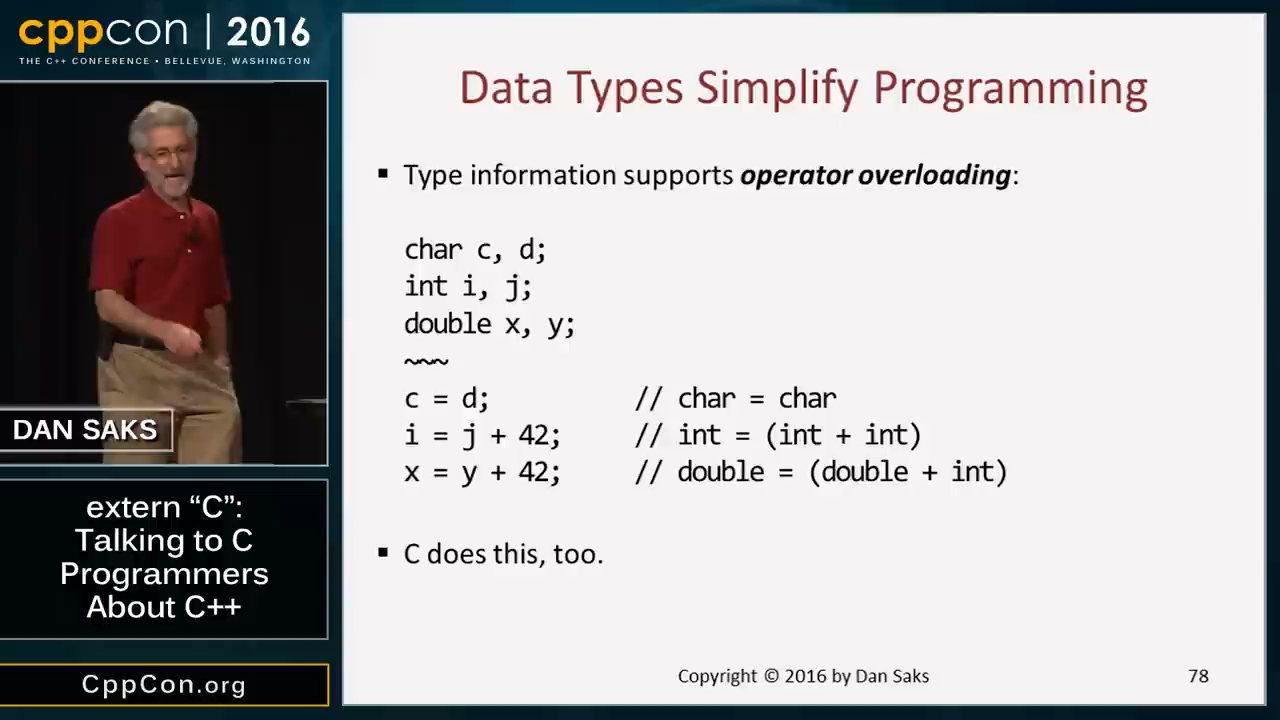 cppcon | 2016
THE C++ CONFERENCE • BELLEVUE, WASHINGTON
DAN SAKS
extern “C”:
Talking to C
Programmers
About C++
CppCon.org
Data Types Simplify Programming
▪ Type information supports operator overloading:
char c, d;
int i, j;
double x, y;
~~~
c = d; // char = char
i = j + 42; // int = (int + int)
x = y + 42; // double = (double + int)
▪ C does this, too.
Copyright © 2016 by Dan Saks 78